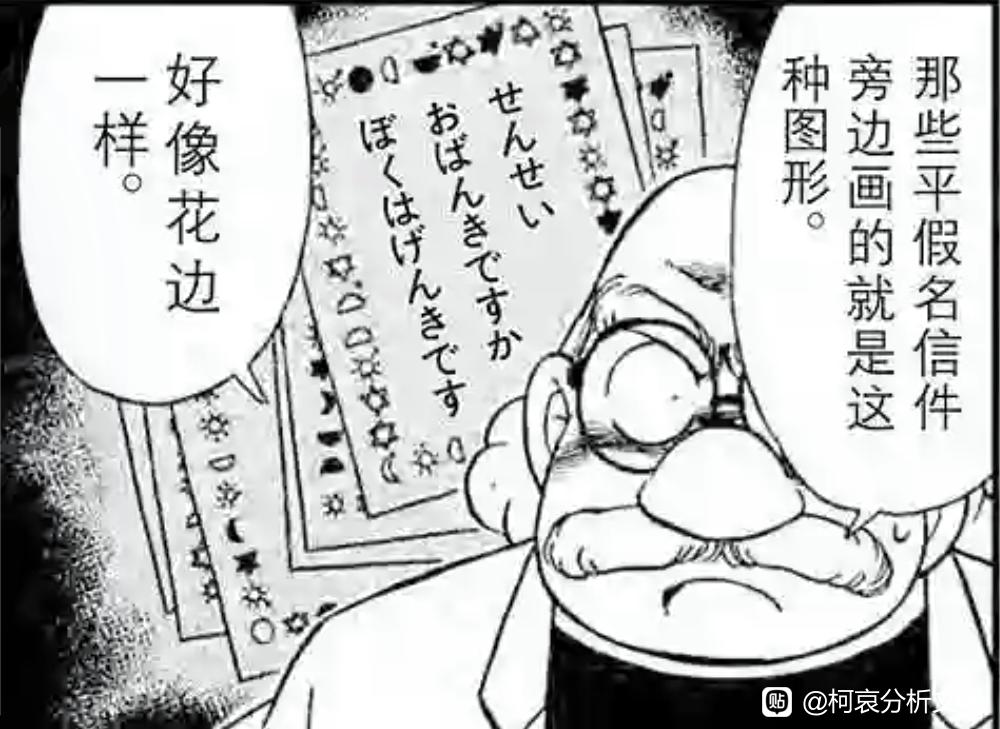 那些平假名信件
旁边画的就是这
种图形。
せんせい
おばんきですか
ぼくはげんきです
好像花边
一样。
贴 @柯哀分析